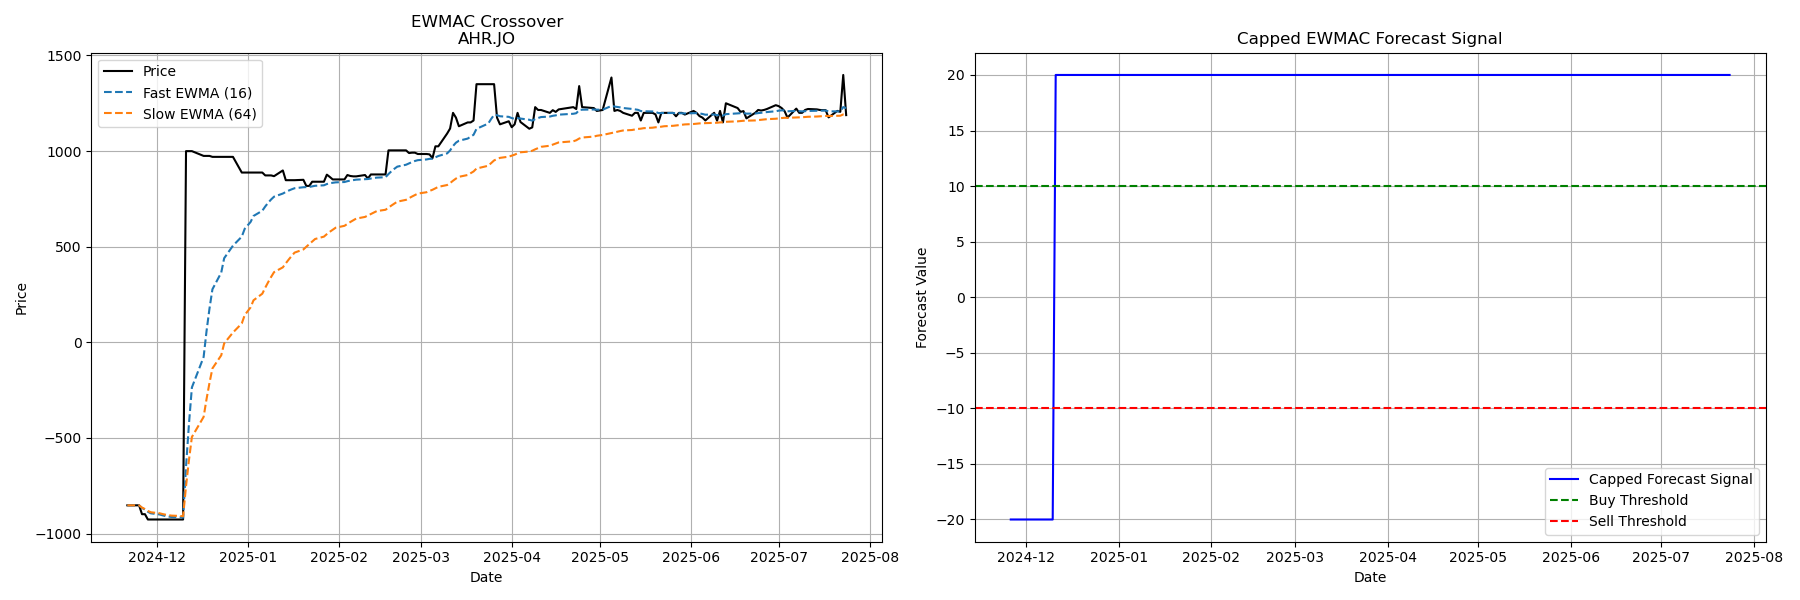 EWMAC Crossover
AHR.JO
Price
Fast EWMA (16)
Slow EWMA (64)
1500
1000
500
0
−500
−1000
Price
2024-12
2025-01
2025-02
2025-03
2025-04
2025-05
2025-06
2025-07
2025-08
Date
Capped EWMAC Forecast Signal
20
15
10
5
0
−5
−10
−15
−20
Forecast Value
Capped Forecast Signal
Buy Threshold
Sell Threshold
2024-12
2025-01
2025-02
2025-03
2025-04
2025-05
2025-06
2025-07
2025-08
Date